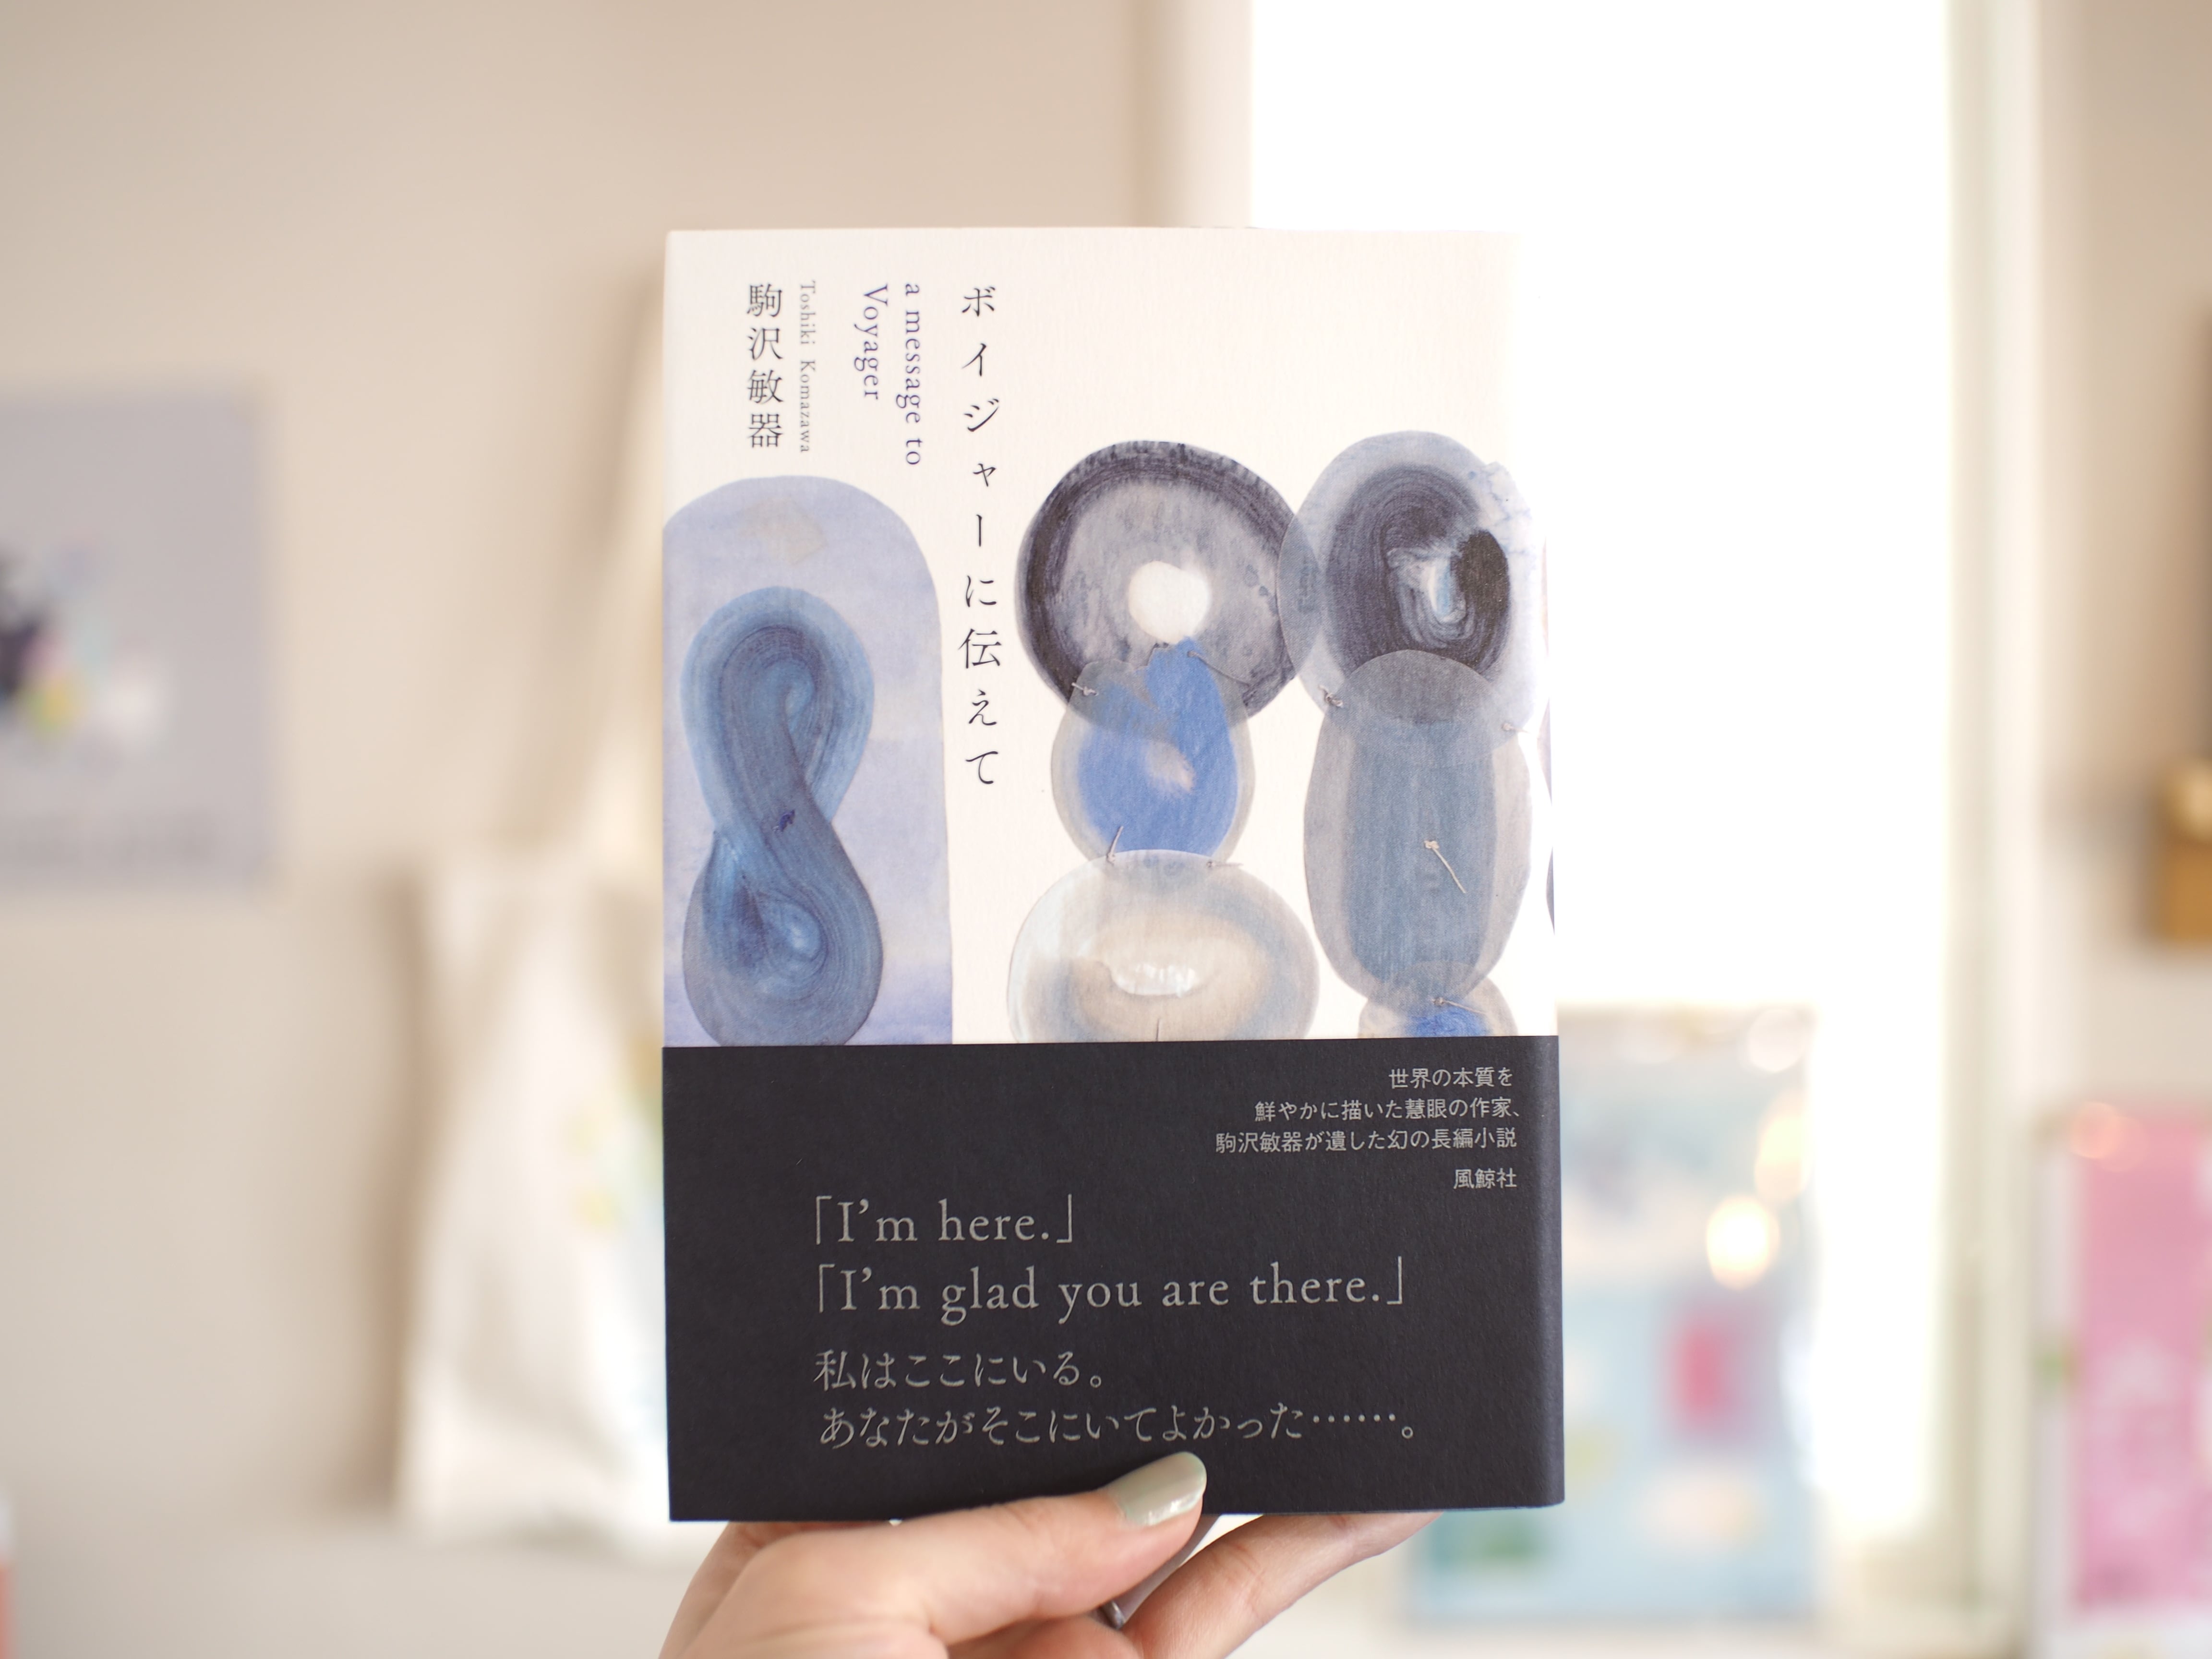 ボイジャーに伝えて
a message to
Voyager
Toshiki Komazawa
駒沢敏器
世界の本質を
鮮やかに描いた慧眼の作家、
駒沢敏器が遺した幻の長編小説
風鯨社
「I’m here.」
「I’m glad you are there.」
私はここにいる。
あなたがそこにいてよかった……。